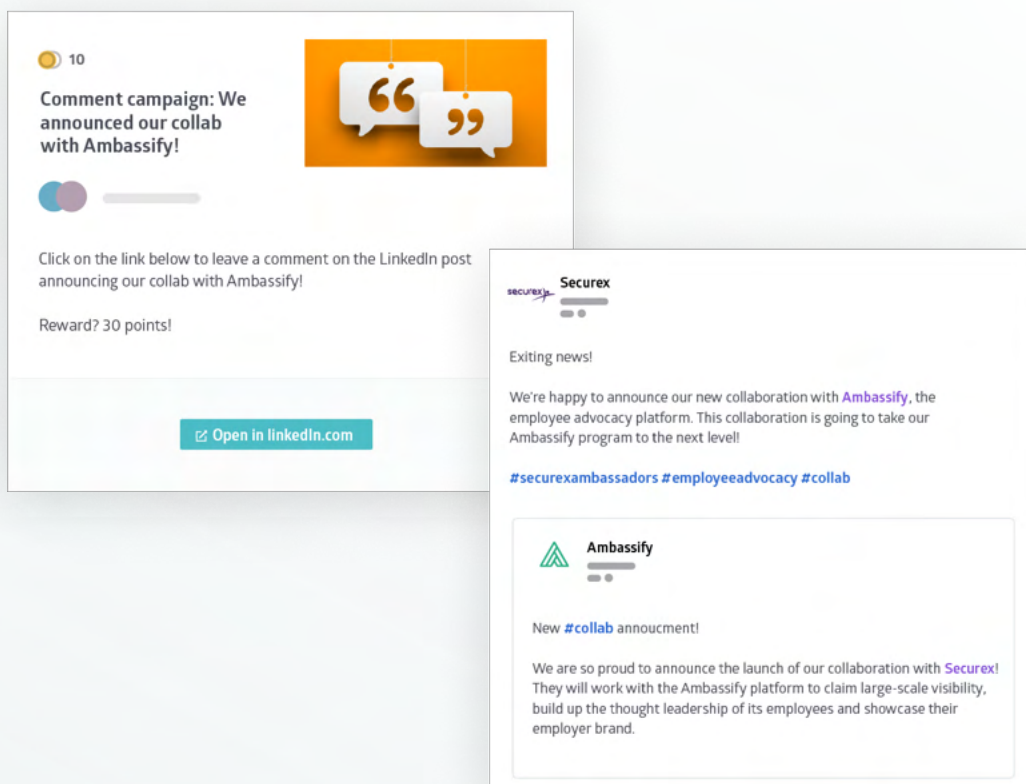 10
Comment campaign: We
announced our collab
with Ambassify!
Click on the link below to leave a comment on the LinkedIn post
announcing our collab with Ambassify!
Reward? 30 points!
Open in linkedIn.com
securex
Securex
Exiting news!
We're happy to announce our new collaboration with Ambassify, the
employee advocacy platform. This collaboration is going to take our
Ambassify program to the next level!
#securexambassadors #employeeadvocacy #collab
Ambassify
New #collab annoucment!
We are so proud to announce the launch of our collaboration with Securex!
They will work with the Ambassify platform to claim large-scale visibility,
build up the thought leadership of its employees and showcase their
employer brand.